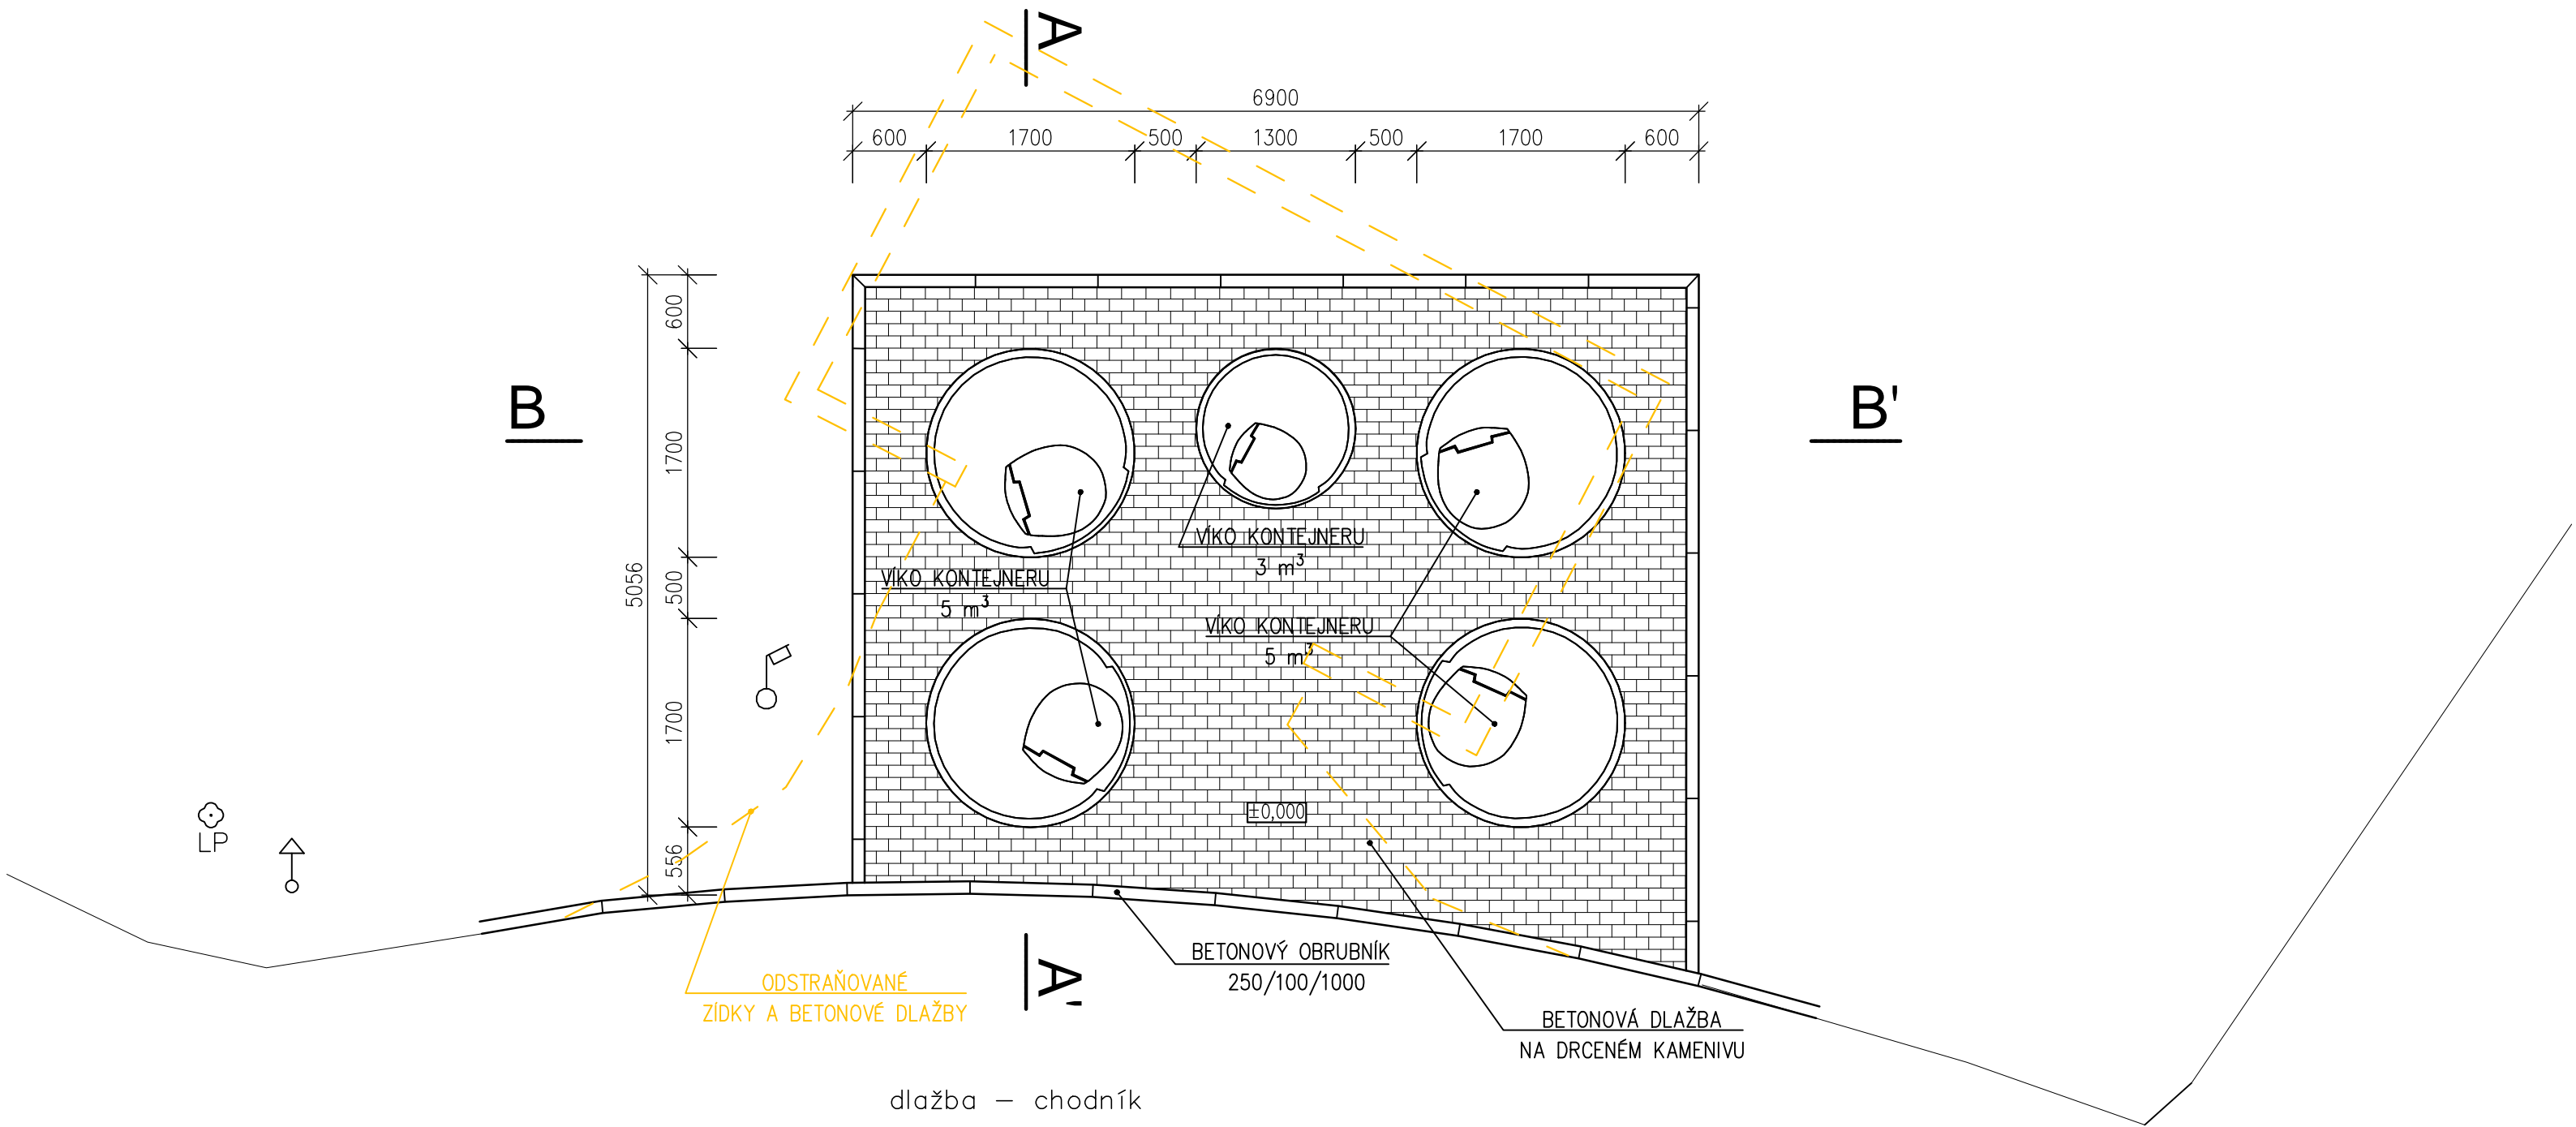 A
6900
600 1700 500 1300 500 1700 600
B
B'
600
1700
500
1700
556
5056
VÍKO KONTEJNERU
3 m³
VÍKO KONTEJNERU
5 m³
VÍKO KONTEJNERU
5 m³
±0,000
LP
BETONOVÝ OBRUBNÍK
250/100/1000
A'
ODSTRAŇOVANÉ
ZÍDKY A BETONOVÉ DLAŽBY
BETONOVÁ DLAŽBA
NA DRCENÉM KAMENIVU
dlažba – chodník